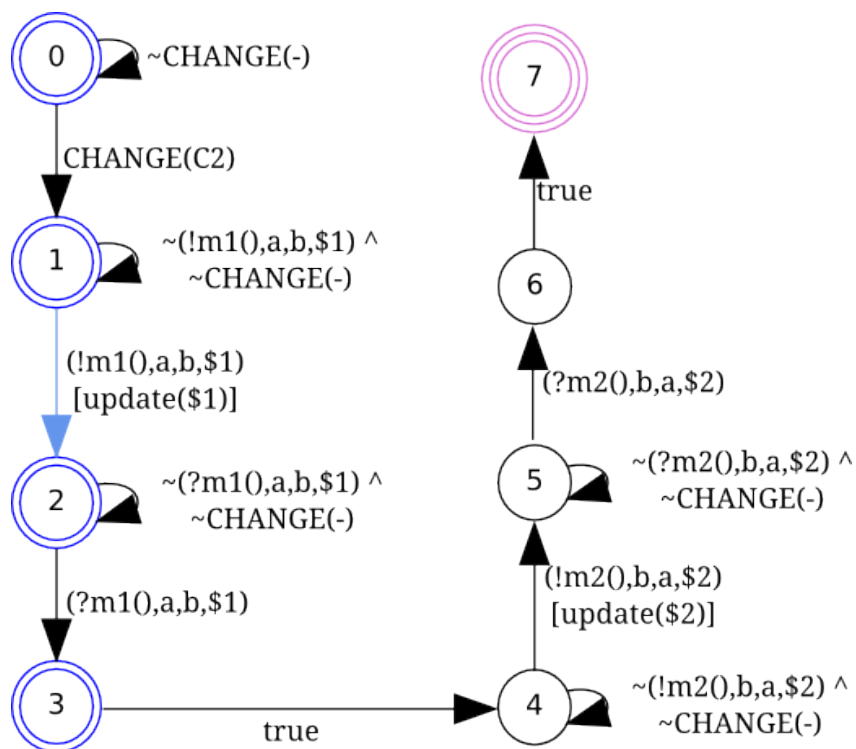 0
~CHANGE(-)
CHANGE(C2)
1
~(!m1(),a,b,$1) ^
~CHANGE(-)
(!m1(),a,b,$1)
[update($1)]
2
~(?m1(),a,b,$1) ^
~CHANGE(-)
(?m1(),a,b,$1)
3
true
4
~(!m2(),b,a,$2) ^
~CHANGE(-)
(!m2(),b,a,$2)
[update($2)]
5
~(?m2(),b,a,$2) ^
~CHANGE(-)
(?m2(),b,a,$2)
6
true
7